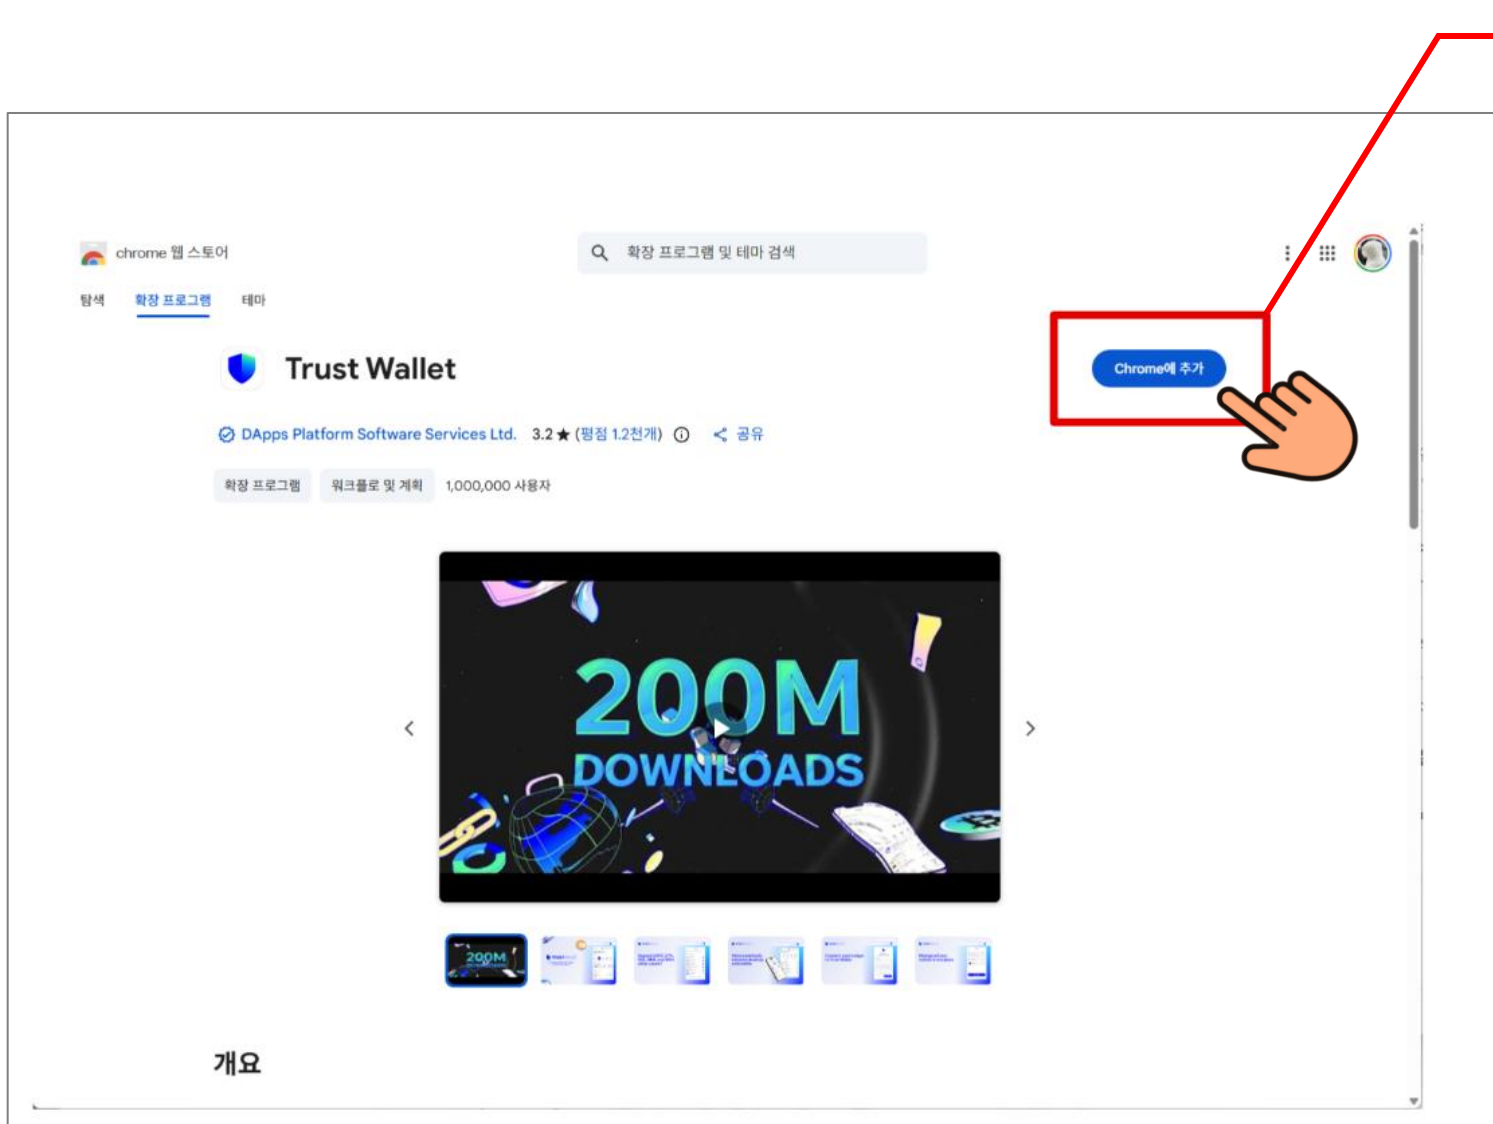 chrome 웹 스토어
확장 프로그램 및 테마 검색
탐색 확장 프로그램 테마
Trust Wallet
Chrome에 추가
DApps Platform Software Services Ltd. 3.2★ (평점 1.2천개) 공유
확장 프로그램 워크플로 및 계획 1,000,000 사용자
200M
DOWNLOADS
200M
개요